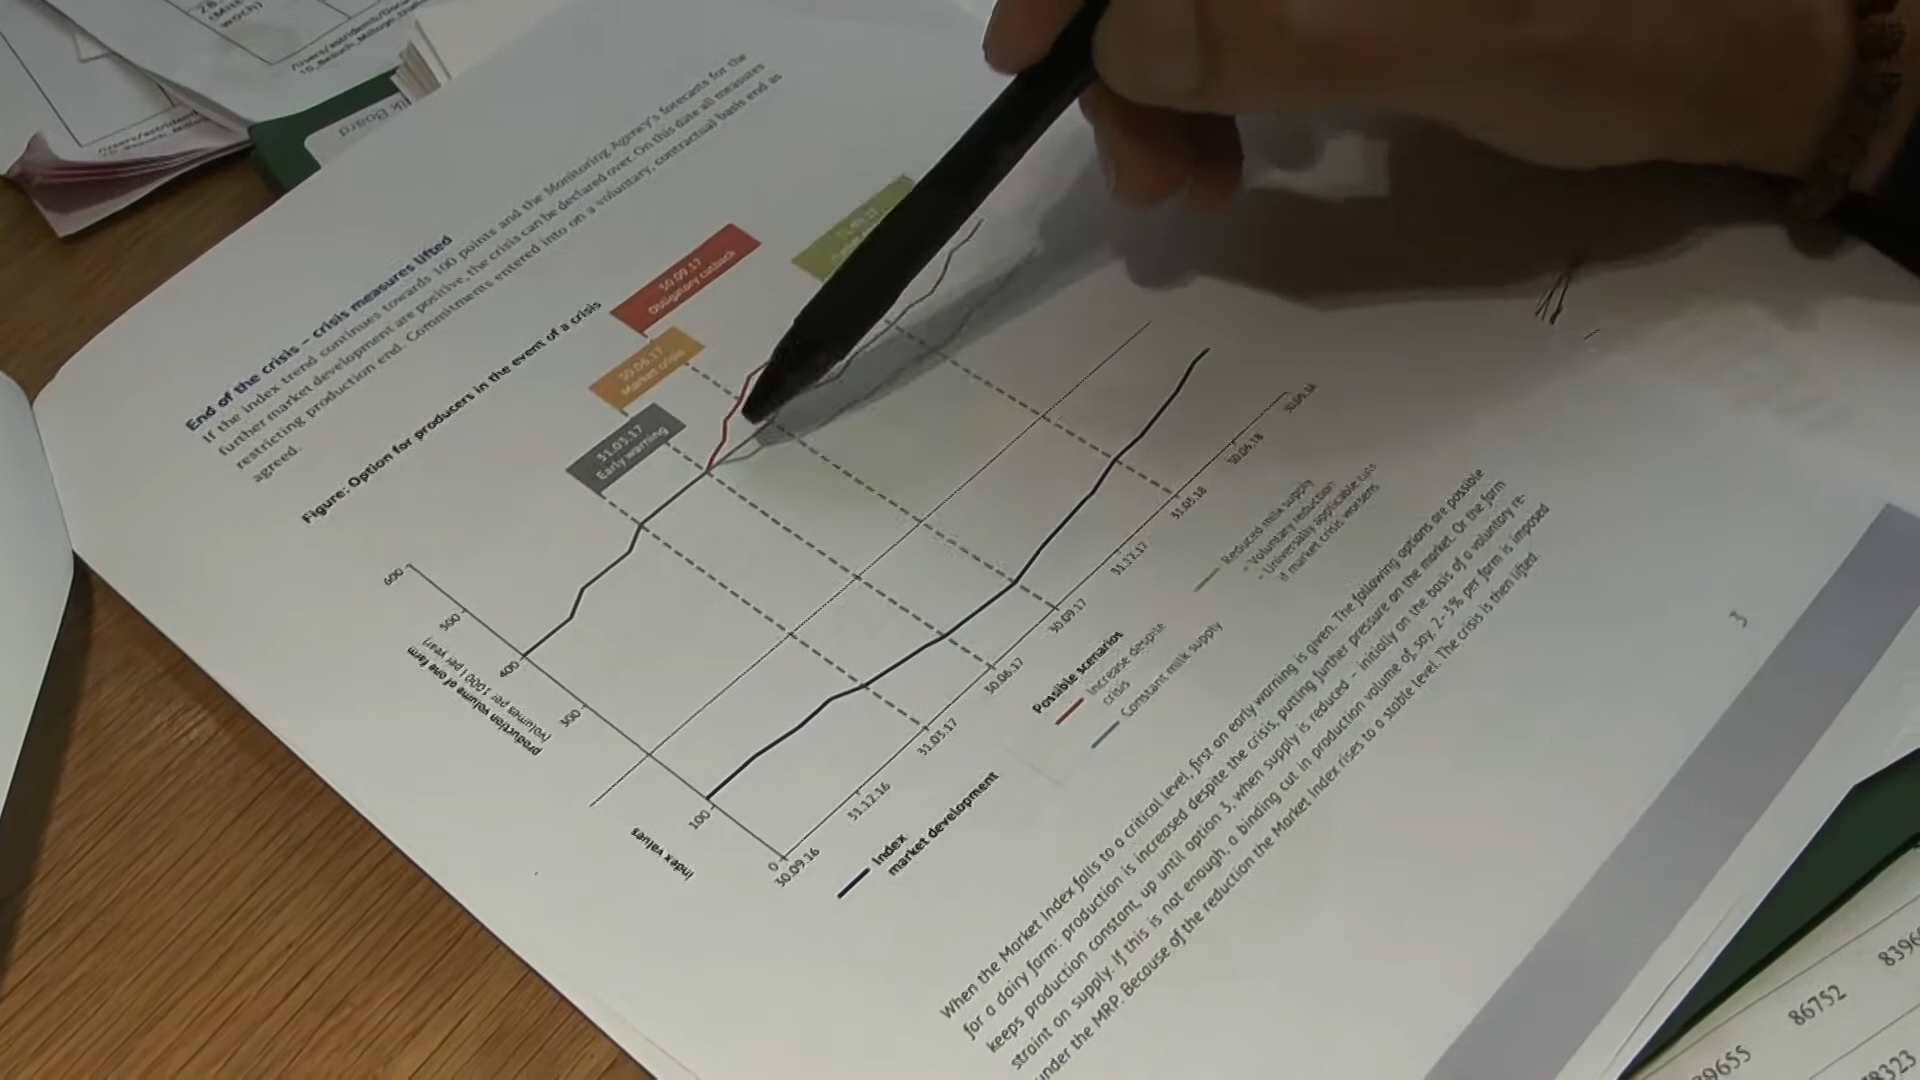 End of the crisis – crisis measures lifted
If the index trend continues towards 100 points and the Monitoring Agency's forecasts for the
further market development are positive, the crisis can be declared over. On this date all measures
restricting production end. Commitments entered into on a voluntary, contractual basis end as
agreed.
Figure: Option for producers in the event of a crisis
31.03.17
Early warning
30.06.17
Market crisis
30.09.17
Obligatory cutback
600
500
400
300
100
0
production volume of one farm
(volumes per 1000 l per year)
Index values
30.09.16
31.12.16
31.03.17
30.06.17
30.09.17
31.12.17
31.03.18
30.06.18
Index
market development
Possible scenarios
Increase despite
crisis
Constant milk supply
Reduced milk supply
- Voluntary reduction
- Universally applicable cuts
if market crisis worsens
When the Market Index falls to a critical level, first an early warning is given. The following options are possible
for a dairy farm: production is increased despite the crisis, putting further pressure on the market. Or the farm
keeps production constant, up until option 3, when supply is reduced – initially on the basis of a voluntary re-
straint on supply. If this is not enough, a binding cut in production volume of, say, 2-3% per farm is imposed
under the MRP. Because of the reduction the Market Index rises to a stable level. The crisis is then lifted.
3
Board
86752